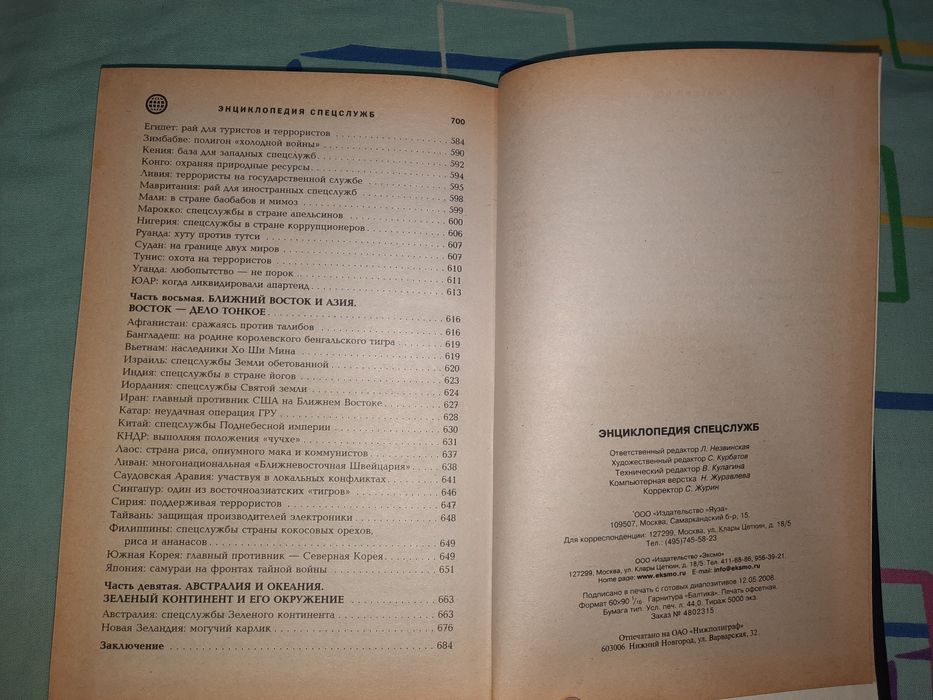 ЭНЦИКЛОПЕДИЯ СПЕЦСЛУЖБ 700
Египет: рай для туристов и террористов . . . 584
Зимбабве: полигон «холодной войны» . . . 590
Кения: база для западных спецслужб . . . 592
Конго: охраняя природные ресурсы . . . 594
Ливия: террористы на государственной службе . . . 595
Мавритания: рай для иностранных спецслужб . . . 598
Мали: в стране баобабов и мимоз . . . 599
Марокко: спецслужбы в стране апельсинов . . . 600
Нигерия: спецслужбы в стране коррупционеров . . . 606
Руанда: хуту против тутси . . . 607
Судан: на границе двух миров . . . 607
Тунис: охота на террористов . . . 610
Уганда: любопытство — не порок . . . 611
ЮАР: когда ликвидировали апартеид . . . 613
Часть восьмая. БЛИЖНИЙ ВОСТОК И АЗИЯ.
ВОСТОК — ДЕЛО ТОНКОЕ . . . 616
Афганистан: сражаясь против талибов . . . 616
Бангладеш: на родине королевского бенгальского тигра . . . 619
Вьетнам: наследники Хо Ши Мина . . . 619
Израиль: спецслужбы Земли обетованной . . . 620
Индия: спецслужбы в стране йогов . . . 623
Иордания: спецслужбы Святой земли . . . 624
Иран: главный противник США на Ближнем Востоке . . . 627
Катар: неудачная операция ГРУ . . . 628
Китай: спецслужбы Поднебесной империи . . . 630
КНДР: выполняя положения «чучхе» . . . 631
Лаос: страна риса, опиумного мака и коммунистов . . . 637
Ливан: многонациональная «Ближневосточная Швейцария» . . . 638
Саудовская Аравия: участвуя в локальных конфликтах . . . 641
Сингапур: один из восточноазиатских «тигров» . . . 646
Сирия: поддерживая террористов . . . 647
Тайвань: защищая производителей электроники . . . 648
Филиппины: спецслужбы страны кокосовых орехов,
риса и ананасов . . . 649
Южная Корея: главный противник — Северная Корея . . . 649
Япония: самураи на фронтах тайной войны . . . 651
Часть девятая. АВСТРАЛИЯ И ОКЕАНИЯ.
ЗЕЛЕНЫЙ КОНТИНЕНТ И ЕГО ОКРУЖЕНИЕ . . . 663
Австралия: спецслужбы Зеленого континента . . . 663
Новая Зеландия: могучий карлик . . . 676
Заключение . . . 684
ЭНЦИКЛОПЕДИЯ СПЕЦСЛУЖБ
Ответственный редактор Л. Незвинская
Художественный редактор С. Курбатов
Технический редактор В. Кулагина
Компьютерная верстка Н. Журавлева
Корректор С. Журин
ООО «Издательство «Яуза»
109507, Москва, Самаркандский б-р, 15.
Для корреспонденции: 127299, Москва, ул. Клары Цеткин, д. 18/5
Тел.: (495)745-58-23
ООО «Издательство «Эксмо»
127299, Москва, ул. Клары Цеткин, д. 18/5. Тел. 411-68-86, 956-39-21.
Home page: www.eksmo.ru E-mail: info@eksmo.ru
Подписано в печать с готовых диапозитивов 12.05.2008.
Формат 60×90 1/16 Гарнитура «Балтика». Печать офсетная.
Бумага тип. Усл. печ. л. 44,0. Тираж 5000 экз.
Заказ № 4802315
Отпечатано на ОАО «Нижполиграф»
603006 Нижний Новгород, ул. Варварская, 32.